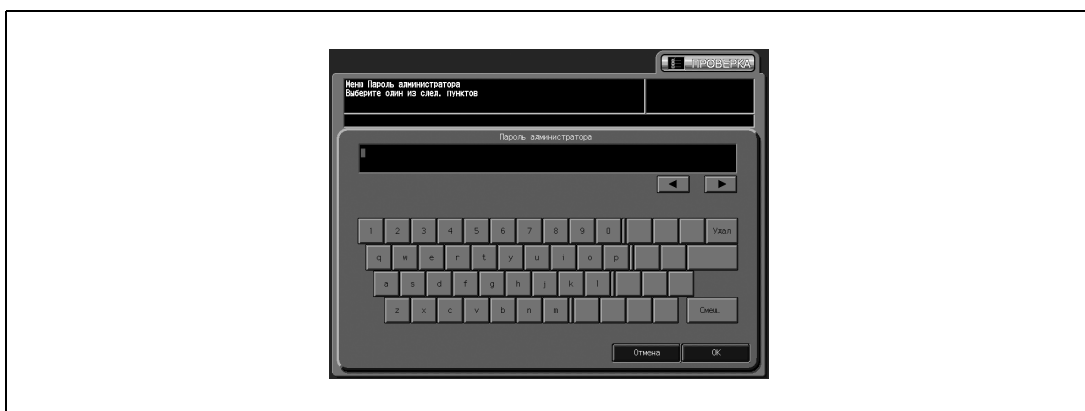 ПРОВЕРКА
Меню Пароль администратора
Выберите один из след. пунктов
Пароль администратора
1 2 3 4 5 6 7 8 9 0 Удал
q w e r t y u i o p
a s d f g h j k l
z x c v b n m Смещ.
Отмена OK